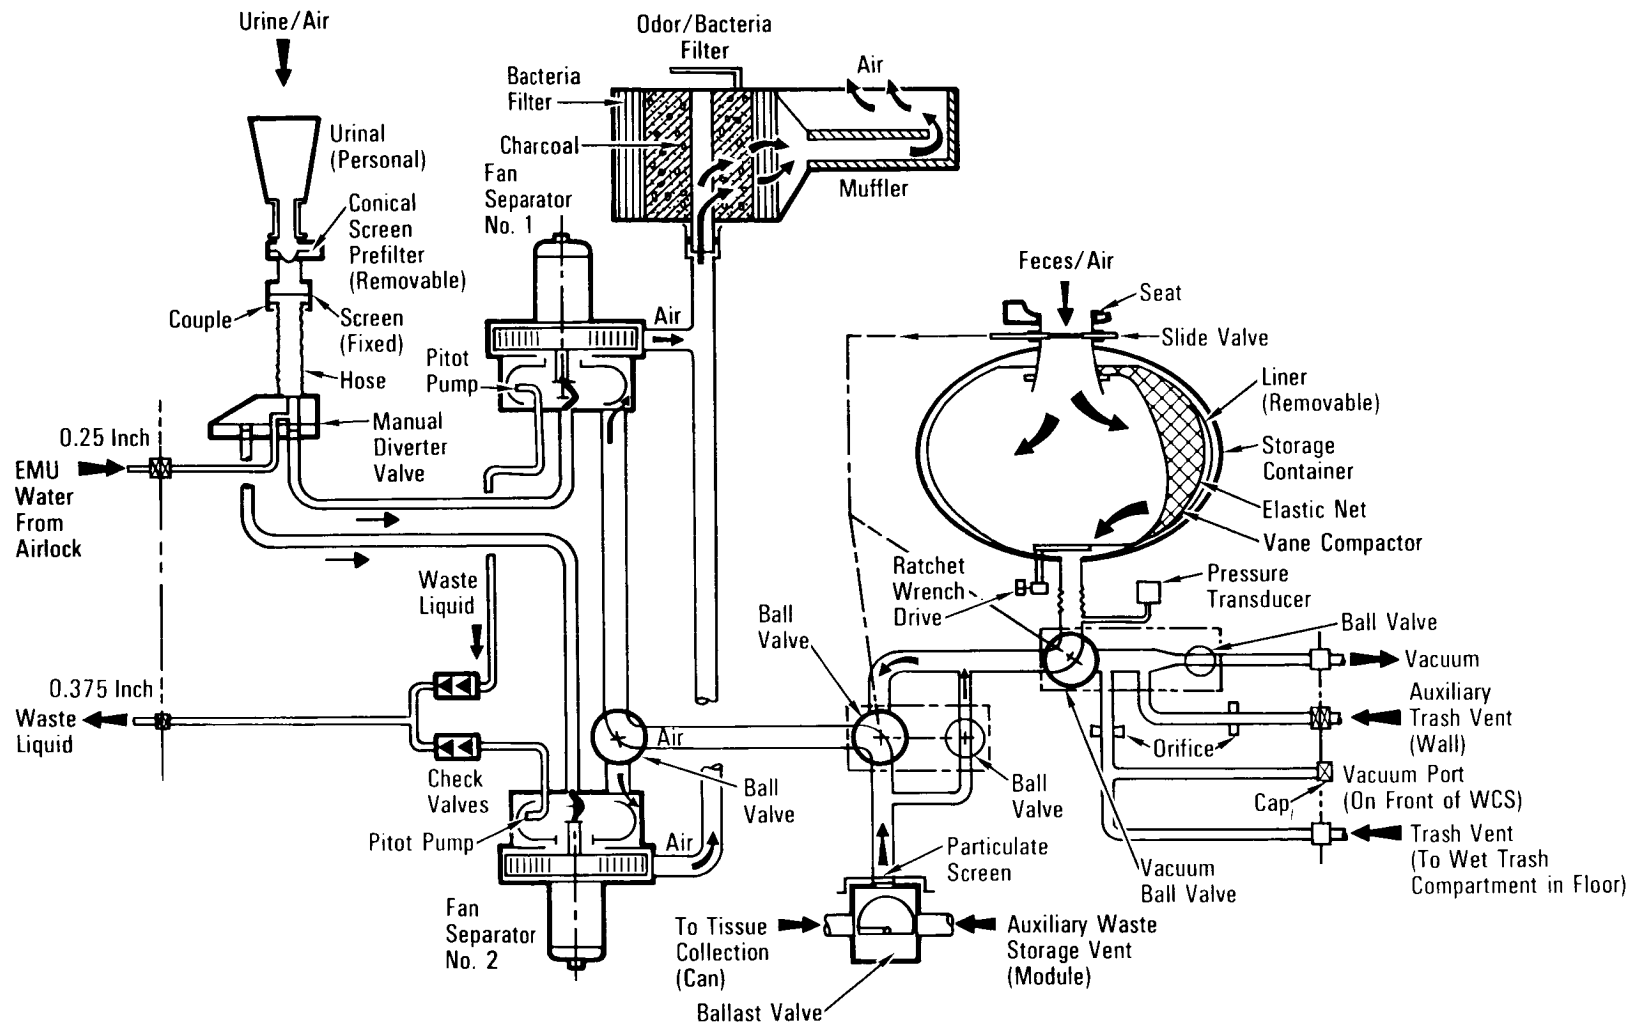 Urine/Air
Urinal
(Personal)
Conical
Screen
Prefilter
(Removable)
Couple
Screen
(Fixed)
Hose
Manual
Diverter
Valve
0.25 Inch
EMU
Water
From
Airlock
0.375 Inch
Waste
Liquid
Waste
Liquid
Check
Valves
Pitot
Pump
Pitot Pump
Fan
Separator
No. 1
Fan
Separator
No. 2
Odor/Bacteria
Filter
Bacteria
Filter
Charcoal
Air
Muffler
Air
Air
Air
Ball
Valve
Ball
Valve
Ball
Valve
Feces/Air
Seat
Slide Valve
Liner
(Removable)
Storage
Container
Elastic Net
Vane Compactor
Ratchet
Wrench
Drive
Pressure
Transducer
Ball Valve
Vacuum
Auxiliary
Trash Vent
(Wall)
Orifice
Vacuum Port
(On Front of WCS)
Cap
Trash Vent
(To Wet Trash
Compartment in Floor)
Vacuum
Ball Valve
Particulate
Screen
To Tissue
Collection
(Can)
Auxiliary Waste
Storage Vent
(Module)
Ballast Valve